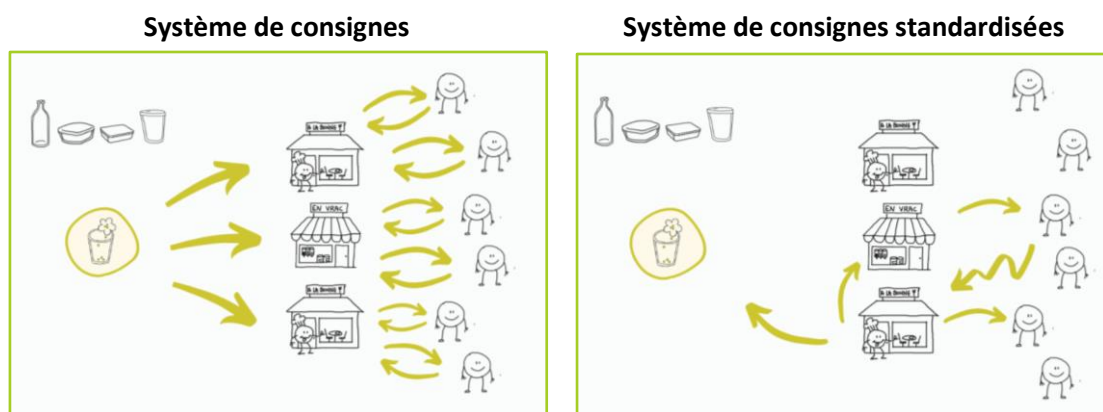 Système de consignes
Système de consignes standardisées
EN VRAC
EN VRAC